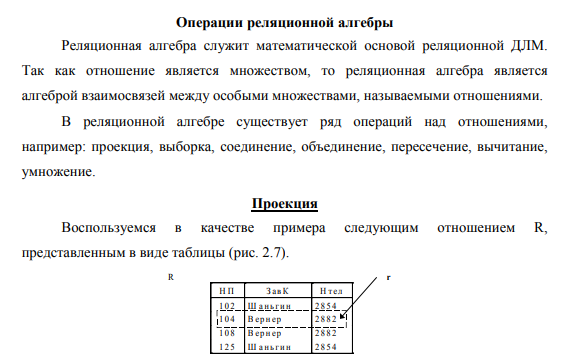 Операции реляционной алгебры
Реляционная алгебра служит математической основой реляционной ДЛМ.
Так как отношение является множеством, то реляционная алгебра является
алгеброй взаимосвязей между особыми множествами, называемыми отношениями.
В реляционной алгебре существует ряд операций над отношениями,
например: проекция, выборка, соединение, объединение, пересечение, вычитание,
умножение.
Проекция
Воспользуемся в качестве примера следующим отношением R,
представленным в виде таблицы (рис. 2.7).
R r
НП ЗавК Нтел
102 Шаньгин 2854
104 Вернер 2882
108 Вернер 2882
125 Шаньгин 2854